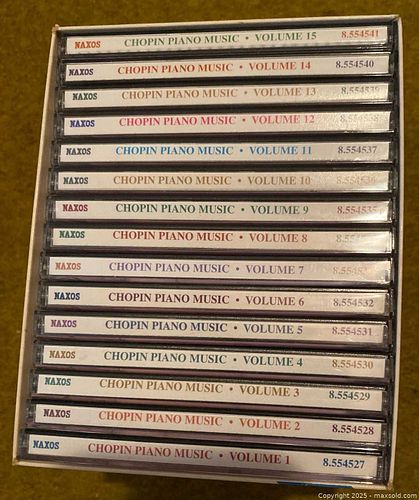 NAXOS CHOPIN PIANO MUSIC • VOLUME 15 8.554541
NAXOS CHOPIN PIANO MUSIC • VOLUME 14 8.554540
NAXOS CHOPIN PIANO MUSIC • VOLUME 13
NAXOS CHOPIN PIANO MUSIC • VOLUME 12
NAXOS CHOPIN PIANO MUSIC • VOLUME 11 8.554537
NAXOS CHOPIN PIANO MUSIC • VOLUME 10
NAXOS CHOPIN PIANO MUSIC • VOLUME 9
NAXOS CHOPIN PIANO MUSIC • VOLUME 8
NAXOS CHOPIN PIANO MUSIC • VOLUME 7
NAXOS CHOPIN PIANO MUSIC • VOLUME 6 8.554532
NAXOS CHOPIN PIANO MUSIC • VOLUME 5 8.554531
NAXOS CHOPIN PIANO MUSIC • VOLUME 4 8.554530
NAXOS CHOPIN PIANO MUSIC • VOLUME 3 8.554529
NAXOS CHOPIN PIANO MUSIC • VOLUME 2 8.554528
NAXOS CHOPIN PIANO MUSIC • VOLUME 1 8.554527
Copyright 2025 - maxsold.com